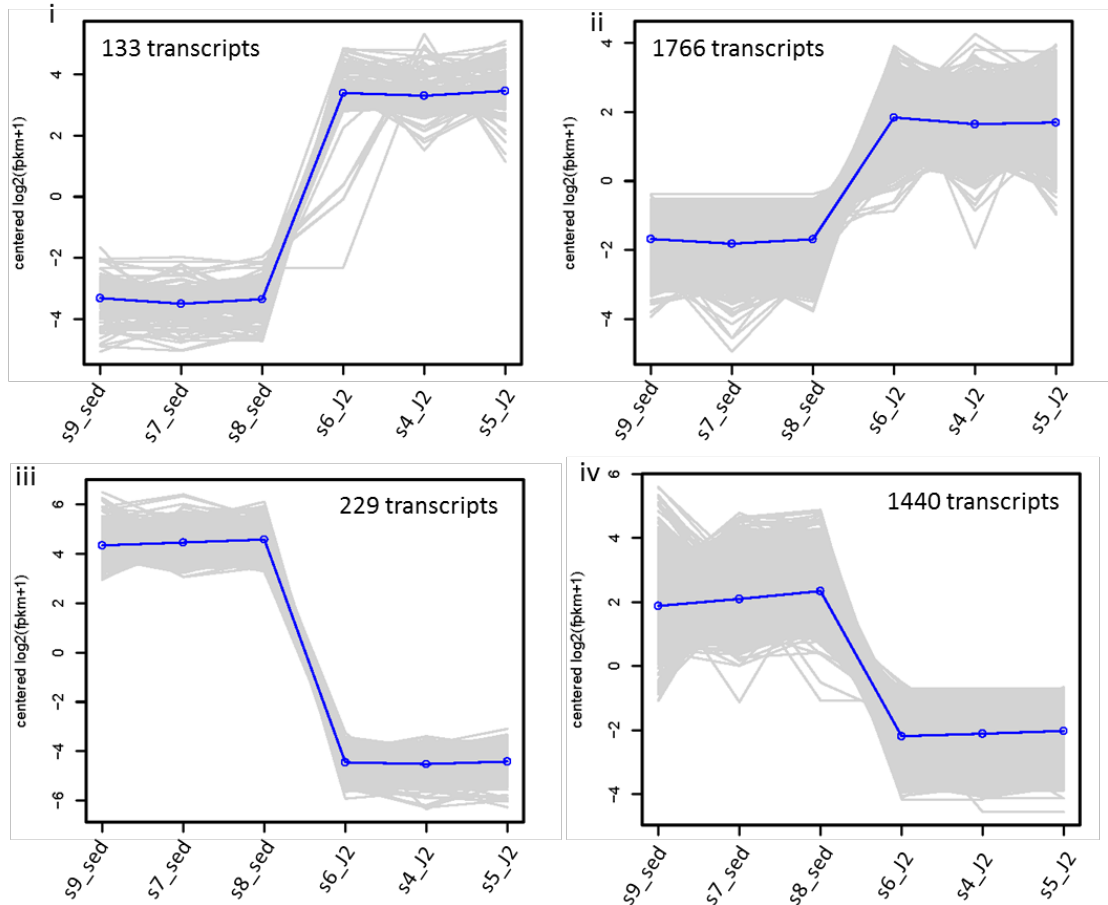 i
133 transcripts
centered log2(fpkm+1)
4
2
0
−2
−4
s9_sed
s7_sed
s8_sed
s6_J2
s4_J2
s5_J2
ii
1766 transcripts
centered log2(fpkm+1)
4
2
0
−2
−4
s9_sed
s7_sed
s8_sed
s6_J2
s4_J2
s5_J2
iii
229 transcripts
centered log2(fpkm+1)
6
4
2
0
−2
−4
−6
s9_sed
s7_sed
s8_sed
s6_J2
s4_J2
s5_J2
iv
1440 transcripts
centered log2(fpkm+1)
6
4
2
0
−2
−4
s9_sed
s7_sed
s8_sed
s6_J2
s4_J2
s5_J2